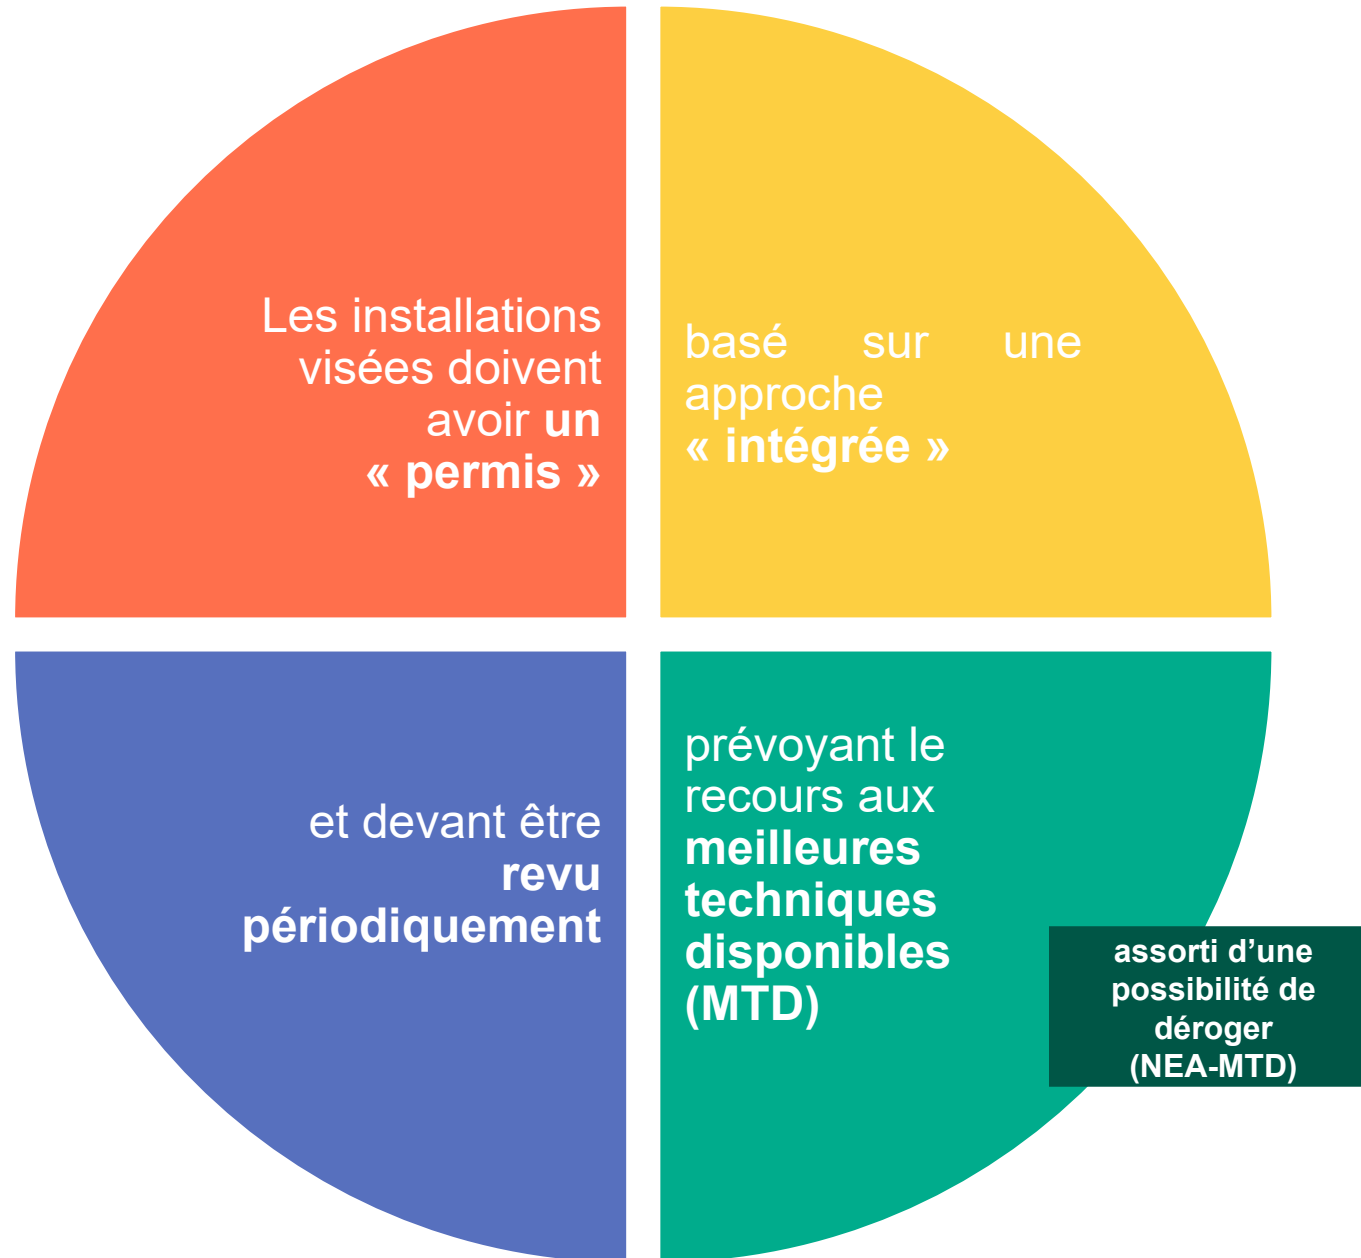 Les installations
visées doivent
avoir un
« permis »
basé sur une
approche
« intégrée »
prévoyant le
recours aux
meilleures
techniques
disponibles
(MTD)
assorti d’une
possibilité de
déroger
(NEA-MTD)
et devant être
revu
périodiquement